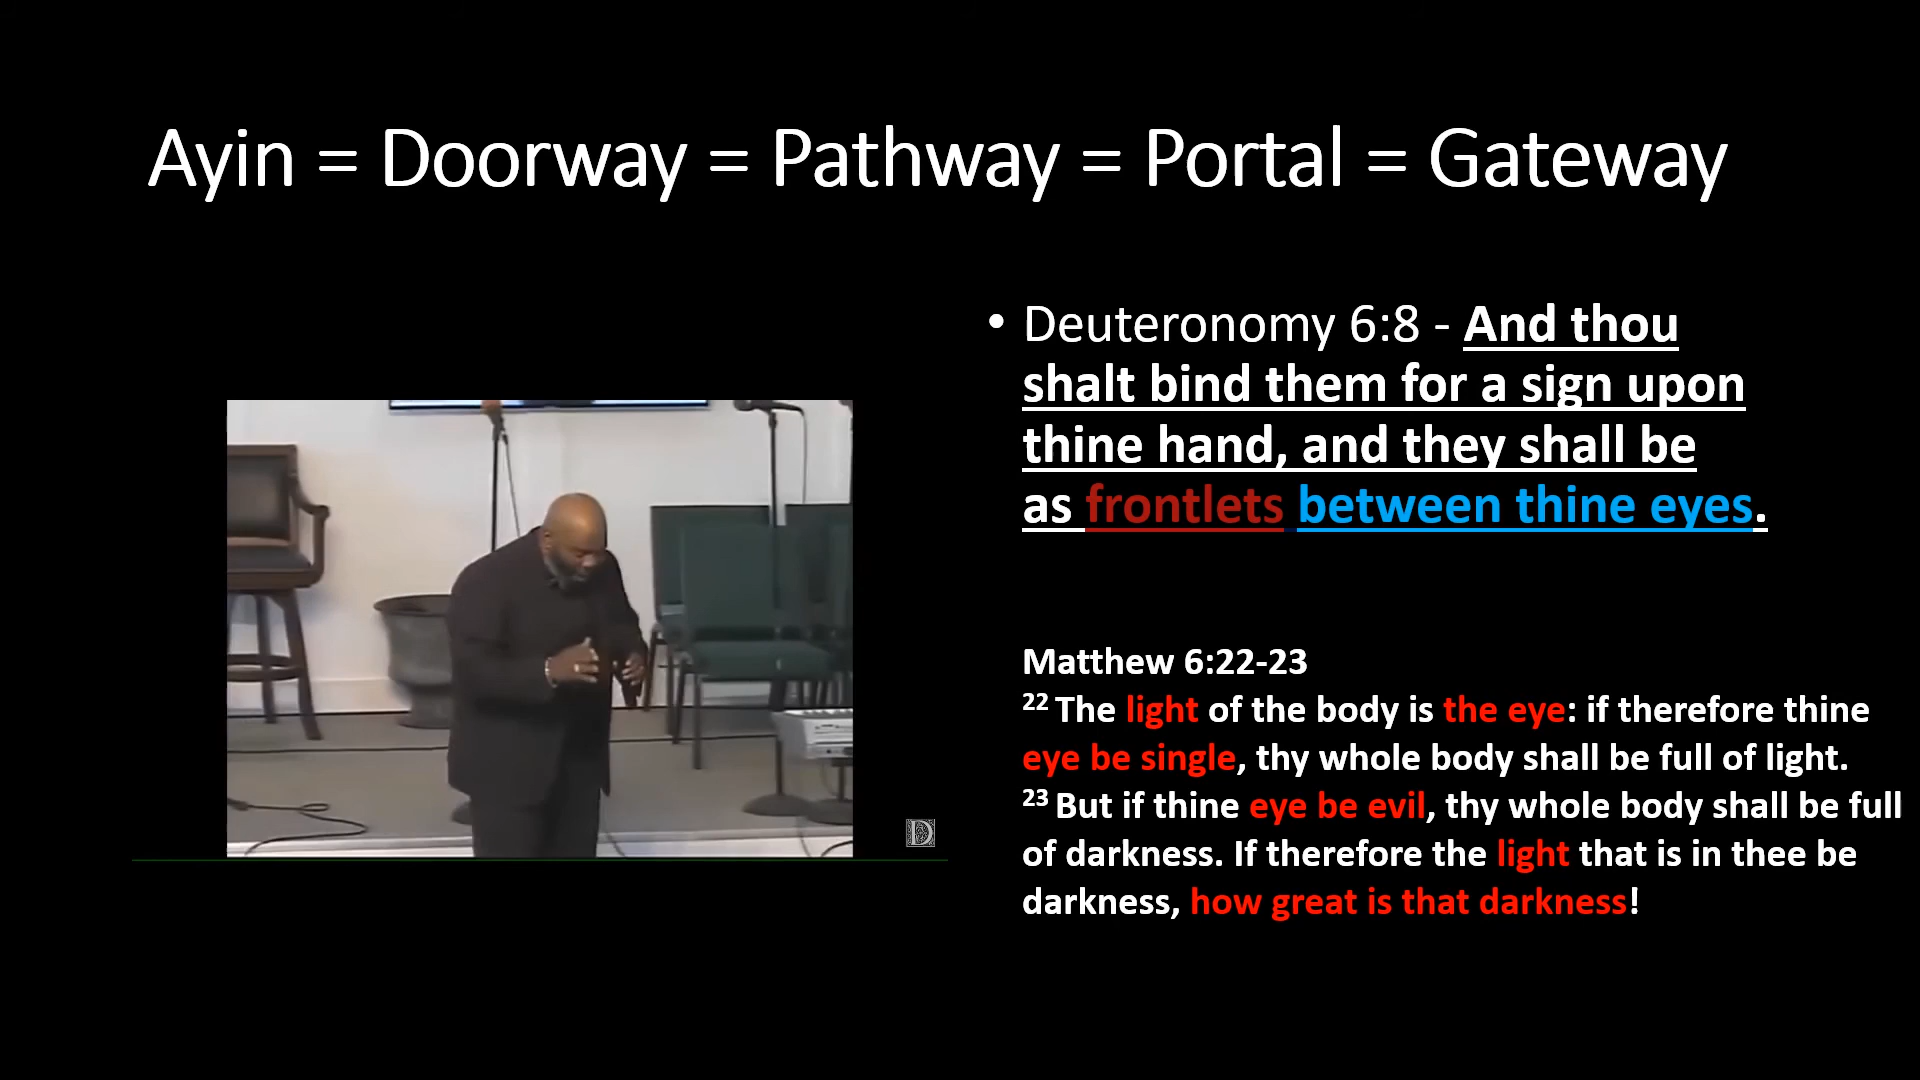 Ayin = Doorway = Pathway = Portal = Gateway
• Deuteronomy 6:8 - And thou
shalt bind them for a sign upon
thine hand, and they shall be
as frontlets between thine eyes.
Matthew 6:22-23
22 The light of the body is the eye: if therefore thine
eye be single, thy whole body shall be full of light.
23 But if thine eye be evil, thy whole body shall be full
of darkness. If therefore the light that is in thee be
darkness, how great is that darkness!
D